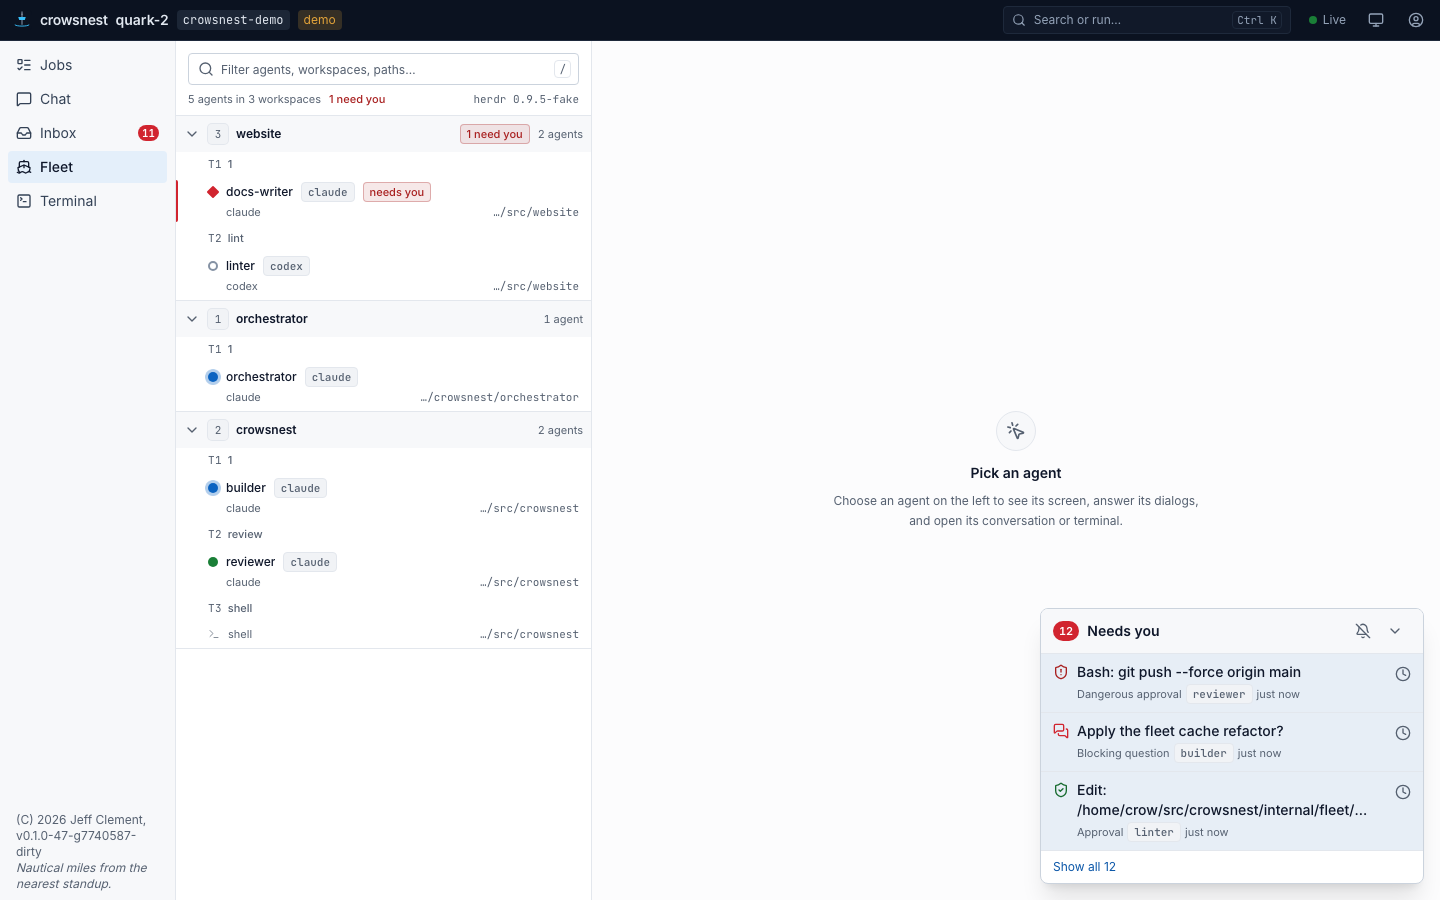 crowsnest quark-2 crowsnest-demo demo
Search or run... Ctrl K
Live
Jobs
Chat
Inbox 11
Fleet
Terminal
(C) 2026 Jeff Clement,
v0.1.0-47-g7740587-
dirty
Nautical miles from the
nearest standup.
Filter agents, workspaces, paths... /
5 agents in 3 workspaces 1 need you herdr 0.9.5-fake
3 website 1 need you 2 agents
T1 1
docs-writer claude needs you
claude …/src/website
T2 lint
linter codex
codex …/src/website
1 orchestrator 1 agent
T1 1
orchestrator claude
claude …/crowsnest/orchestrator
2 crowsnest 2 agents
T1 1
builder claude
claude …/src/crowsnest
T2 review
reviewer claude
claude …/src/crowsnest
T3 shell
shell …/src/crowsnest
Pick an agent
Choose an agent on the left to see its screen, answer its dialogs,
and open its conversation or terminal.
12 Needs you
Bash: git push --force origin main
Dangerous approval reviewer just now
Apply the fleet cache refactor?
Blocking question builder just now
Edit:
/home/crow/src/crowsnest/internal/fleet/...
Approval linter just now
Show all 12